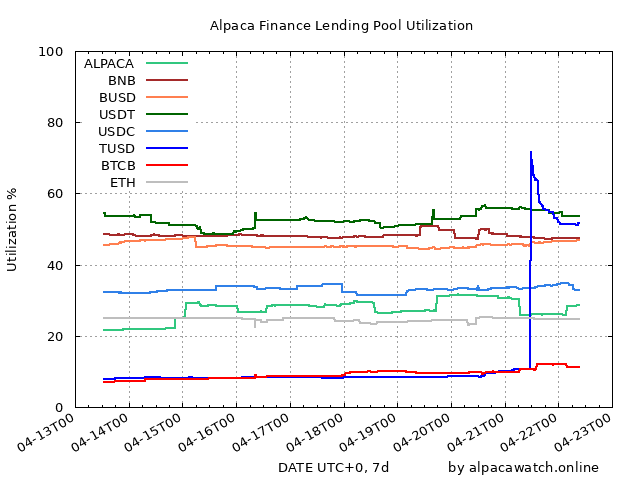 Alpaca Finance Lending Pool Utilization
Utilization %
100
80
60
40
20
0
ALPACA
BNB
BUSD
USDT
USDC
TUSD
BTCB
ETH
04-13T00
04-14T00
04-15T00
04-16T00
04-17T00
04-18T00
04-19T00
04-20T00
04-21T00
04-22T00
04-23T00
DATE UTC+0, 7d
by alpacawatch.online